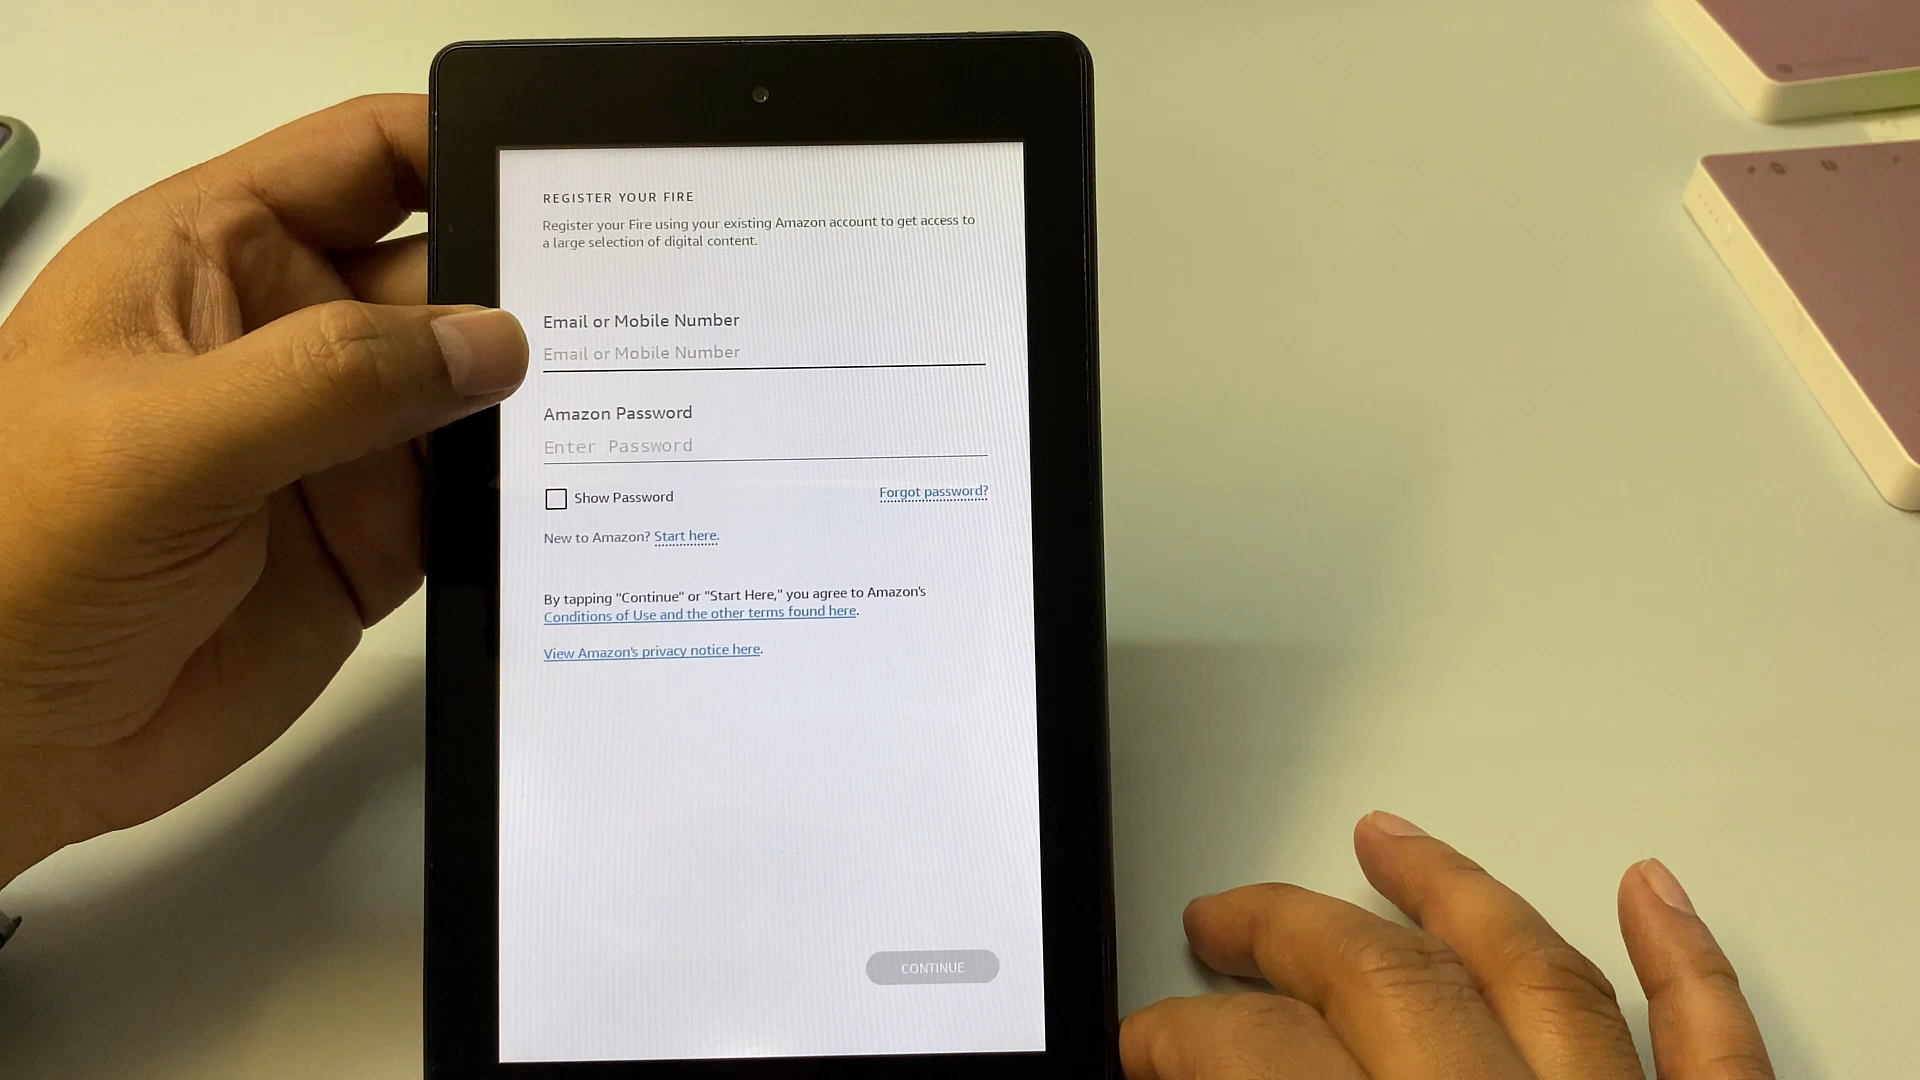 REGISTER YOUR FIRE
Register your Fire using your existing Amazon account to get access to
a large selection of digital content.
Email or Mobile Number
Email or Mobile Number
Amazon Password
Enter Password
Show Password
Forgot password?
New to Amazon? Start here.
By tapping "Continue" or "Start Here," you agree to Amazon's
Conditions of Use and the other terms found here.
View Amazon's privacy notice here.
CONTINUE